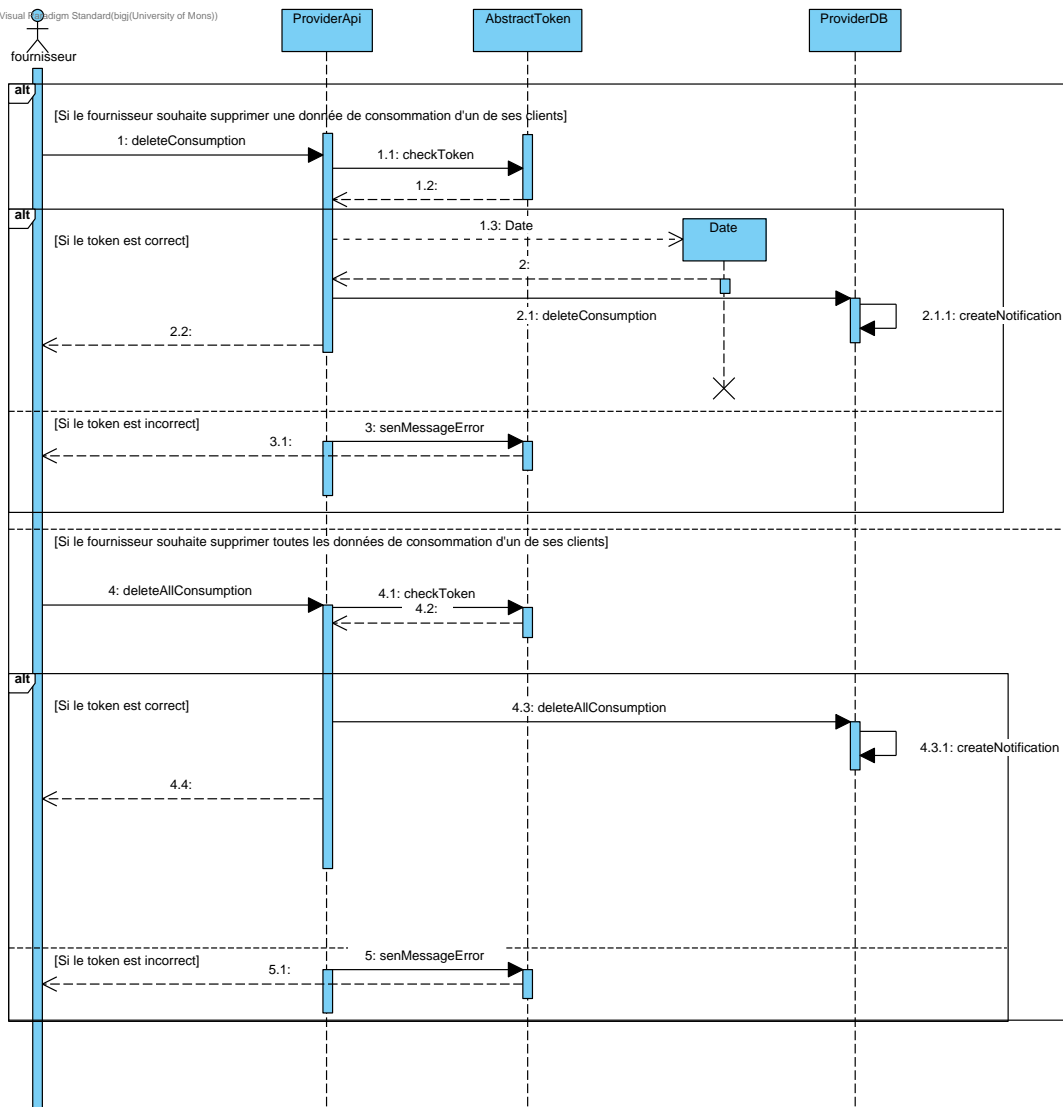 Visual Paradigm Standard(bigj(University of Mons))
fournisseur
ProviderApi
AbstractToken
ProviderDB
alt
[Si le fournisseur souhaite supprimer une donnée de consommation d'un de ses clients]
1: deleteConsumption
1.1: checkToken
1.2:
alt
[Si le token est correct]
1.3: Date
Date
2:
2.1: deleteConsumption
2.1.1: createNotification
2.2:
[Si le token est incorrect]
3: senMessageError
3.1:
[Si le fournisseur souhaite supprimer toutes les données de consommation d'un de ses clients]
4: deleteAllConsumption
4.1: checkToken
4.2:
alt
[Si le token est correct]
4.3: deleteAllConsumption
4.3.1: createNotification
4.4:
[Si le token est incorrect]
5: senMessageError
5.1: